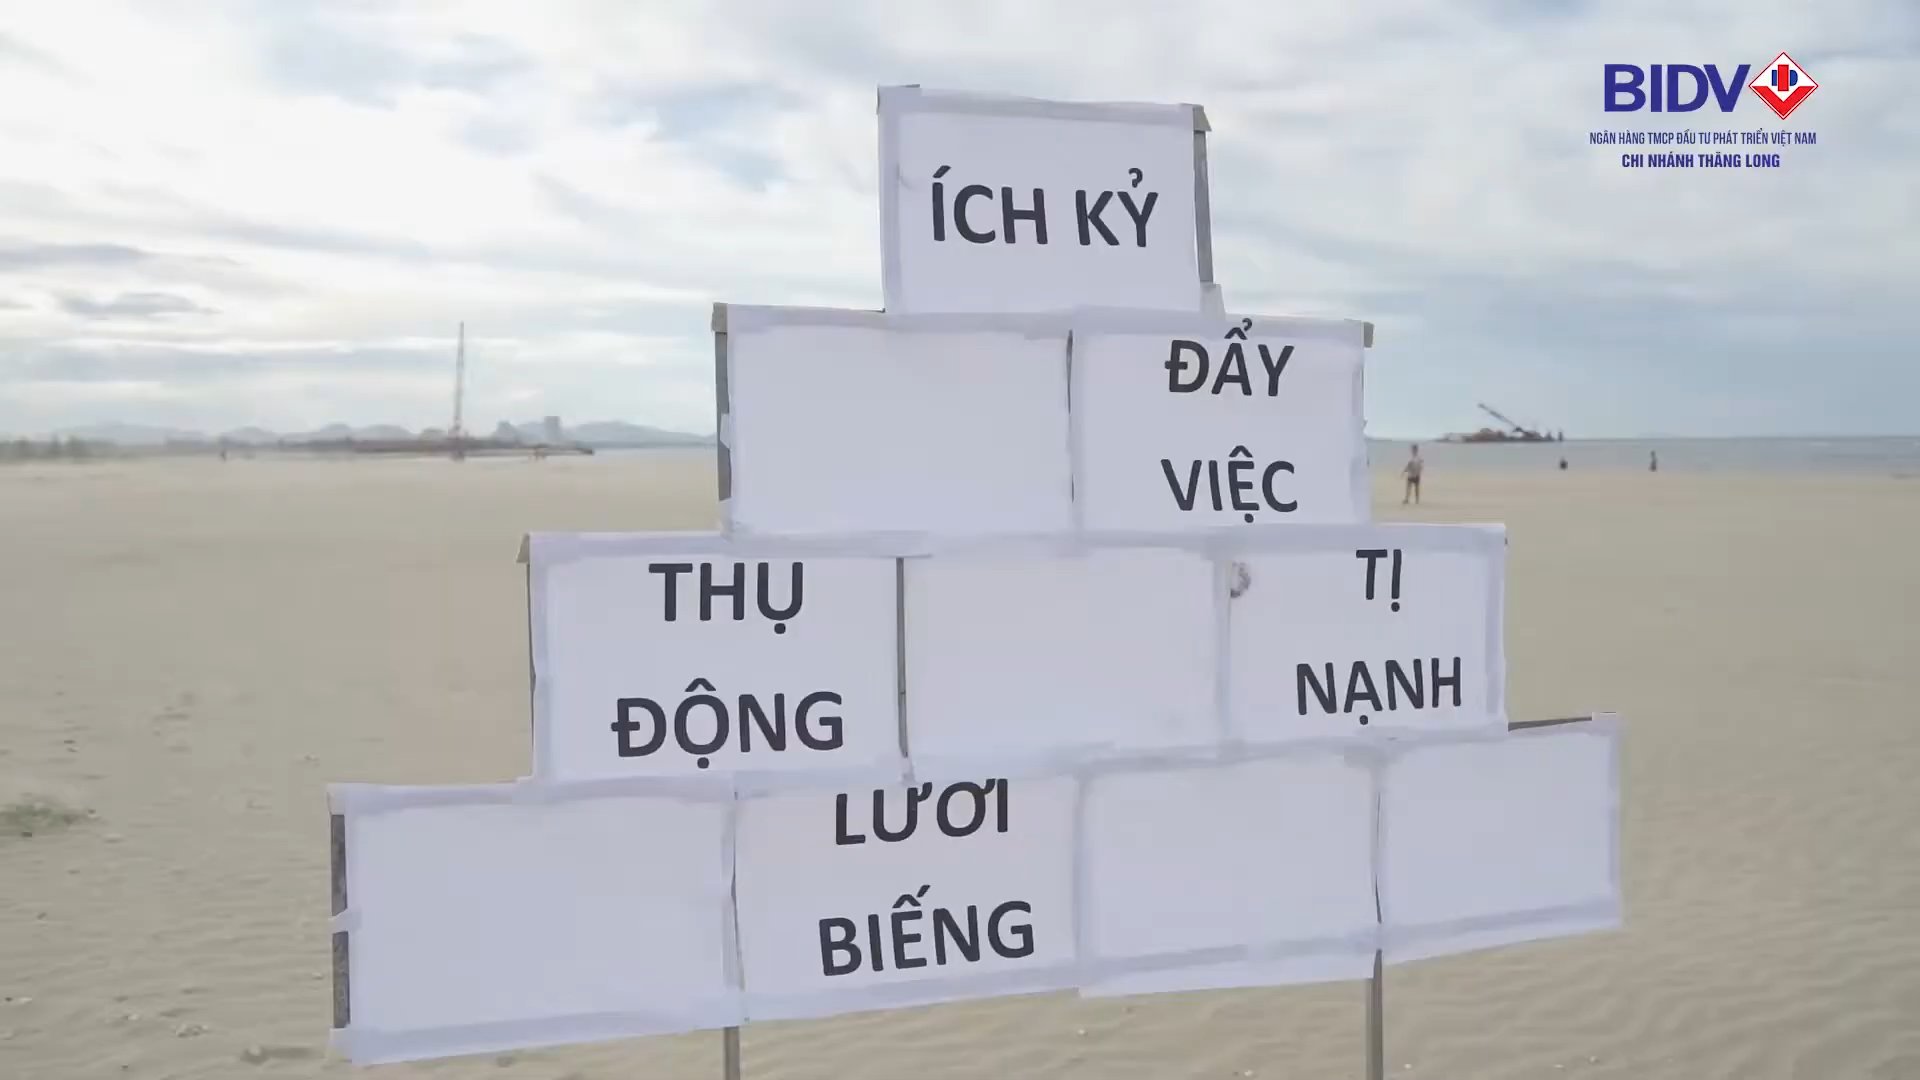 BIDV
NGÂN HÀNG TMCP ĐẦU TƯ PHÁT TRIỂN VIỆT NAM
CHI NHÁNH THĂNG LONG
ÍCH KỶ
ĐẨY
VIỆC
THỤ
ĐỘNG
TỊ
NẠNH
LƯƠI
BIẾNG